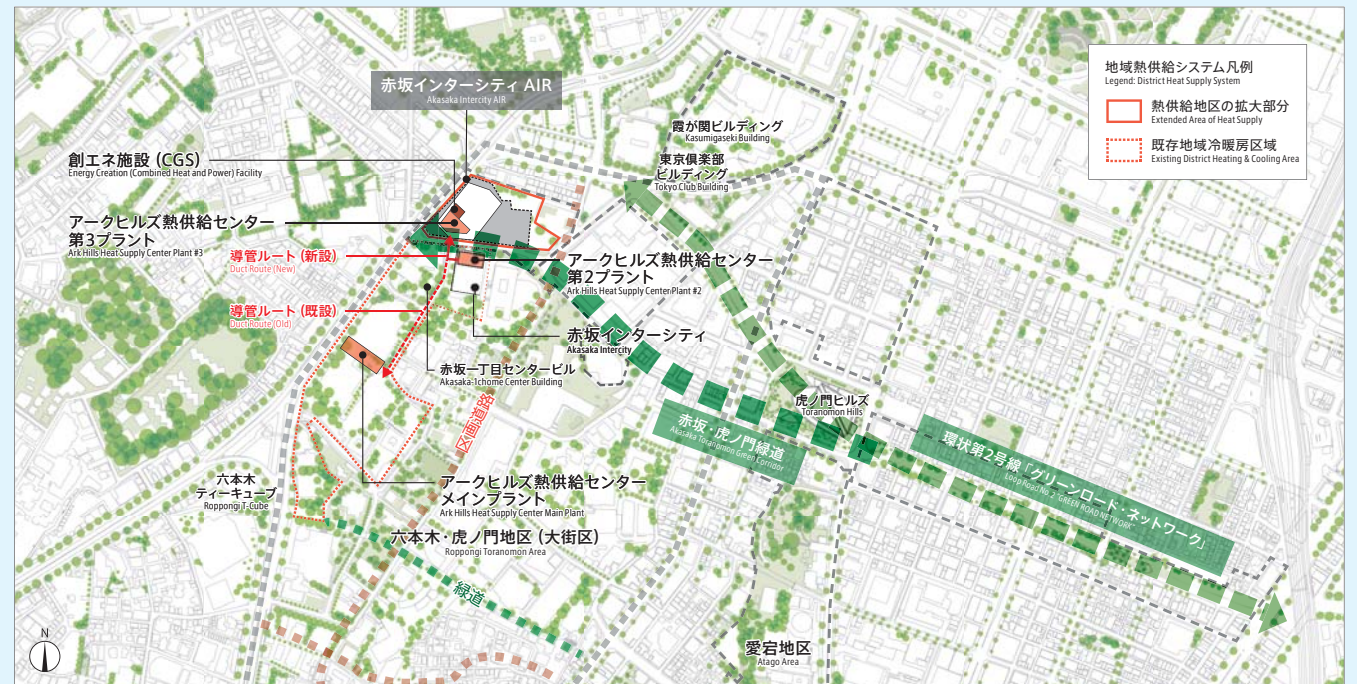 赤坂インターシティ AIR
Akasaka Intercity AIR
地域熱供給システム凡例
Legend: District Heat Supply System
熱供給地区の拡大部分
Extended Area of Heat Supply
既存地域冷暖房区域
Existing District Heating & Cooling Area
霞が関ビルディング
Kasumigaseki Building
東京倶楽部
ビルディング
Tokyo Club Building
創エネ施設 (CGS)
Energy Creation (Combined Heat and Power) Facility
アークヒルズ熱供給センター
第3プラント
Ark Hills Heat Supply Center Plant #3
導管ルート (新設)
Duct Route (New)
アークヒルズ熱供給センター
第2プラント
Ark Hills Heat Supply CenterPlant #2
導管ルート (既設)
Duct Route (Old)
赤坂インターシティ
Akasaka Intercity
赤坂一丁目センタービル
Akasaka-1chome Center Building
区画道路
虎ノ門ヒルズ
Toranomon Hills
赤坂・虎ノ門緑道
Akasaka Toranomon Green Corridor
環状第2号線「グリーンロード・ネットワーク」
Loop Road No. 2 "GREEN ROAD NETWORK"
六本木
ティーキューブ
Roppongi T-Cube
アークヒルズ熱供給センター
メインプラント
Ark Hills Heat Supply Center Main Plant
六本木・虎ノ門地区 (大街区)
Roppongi Toranomon Area
緑道
愛宕地区
Atago Area
N